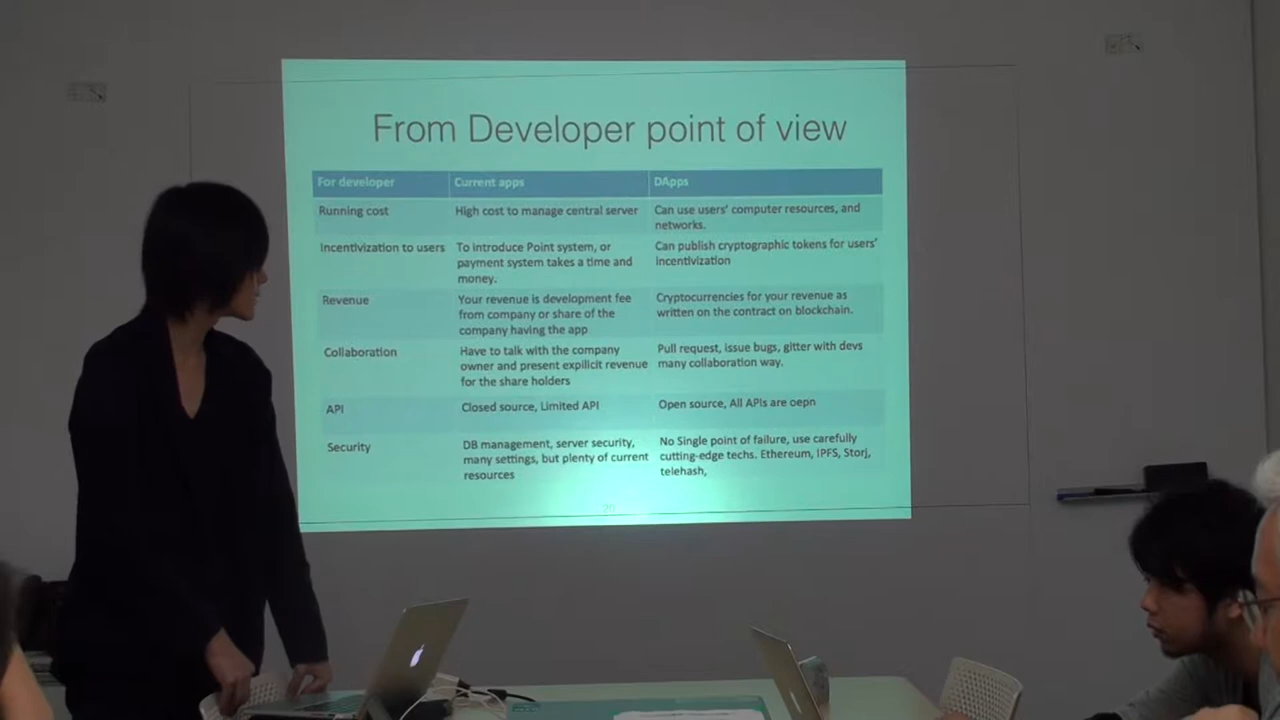 From Developer point of view
For developer Current apps DApps
Running cost High cost to manage central server Can use users' computer resources, and
networks.
Incentivization to users To introduce Point system, or Can publish cryptographic tokens for users'
payment system takes a time and incentivization
money.
Revenue Your revenue is development fee Cryptocurrencies for your revenue as
from company or share of the written on the contract on blockchain.
company having the app
Collaboration Have to talk with the company Pull request, issue bugs, gitter with devs
owner and present expilicit revenue many collaboration way.
for the share holders
API Closed source, Limited API Open source, All APIs are oepn
Security DB management, server security, No Single point of failure, use carefully
many settings, but plenty of current cutting-edge techs. Ethereum, IPFS, Storj,
resources telehash,